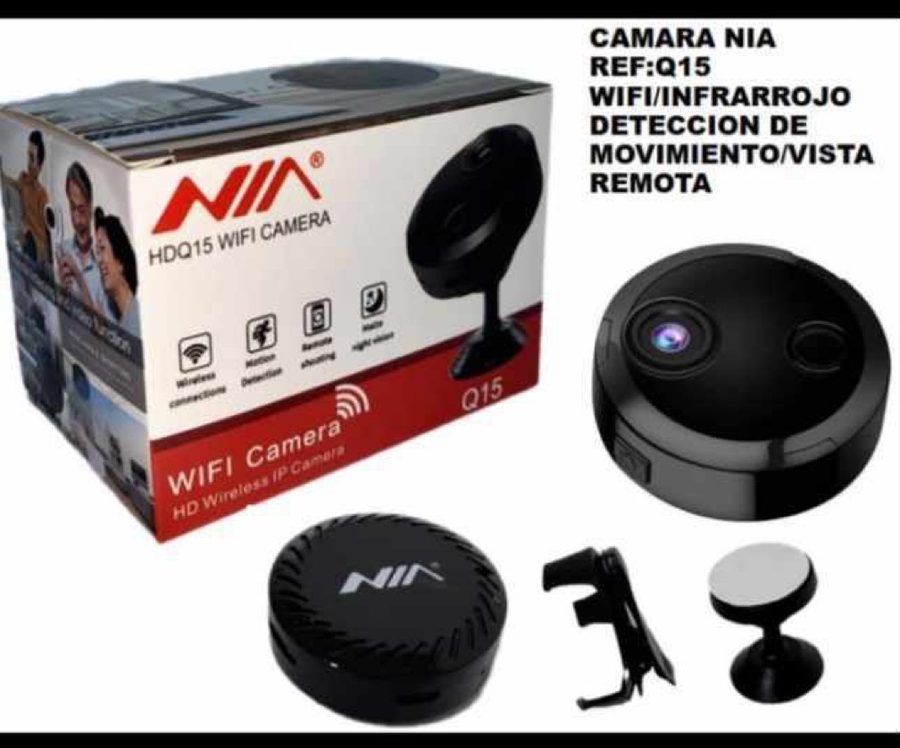 CAMARA NIA
REF:Q15
WIFI/INFRARROJO
DETECCION DE
MOVIMIENTO/VISTA
REMOTA
NIA®
HDQ15 WIFI CAMERA
Wireless
connections
Motion
Detection
Remote
shooting
night vision
WIFI Camera
HD Wireless IP Camera
Q15
NIA